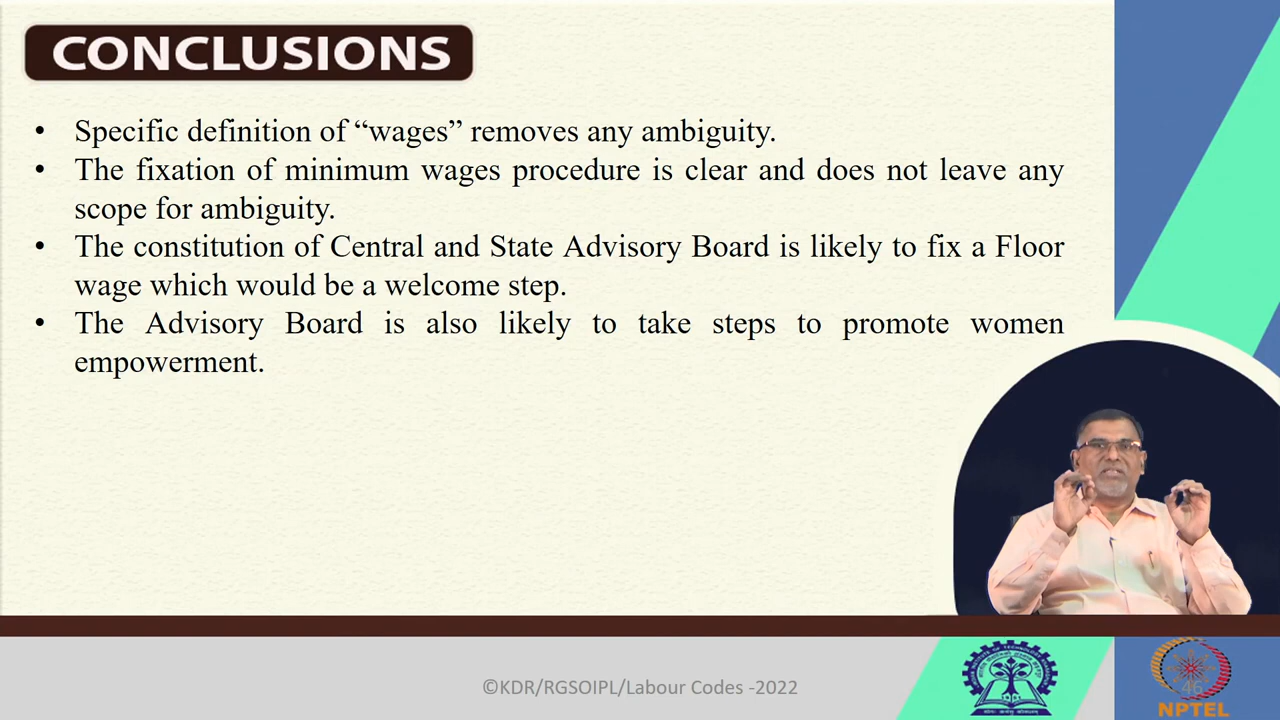 CONCLUSIONS
• Specific definition of “wages” removes any ambiguity.
• The fixation of minimum wages procedure is clear and does not leave any
scope for ambiguity.
• The constitution of Central and State Advisory Board is likely to fix a Floor
wage which would be a welcome step.
• The Advisory Board is also likely to take steps to promote women
empowerment.
©KDR/RGSOIPL/Labour Codes -2022
46
NPTEL